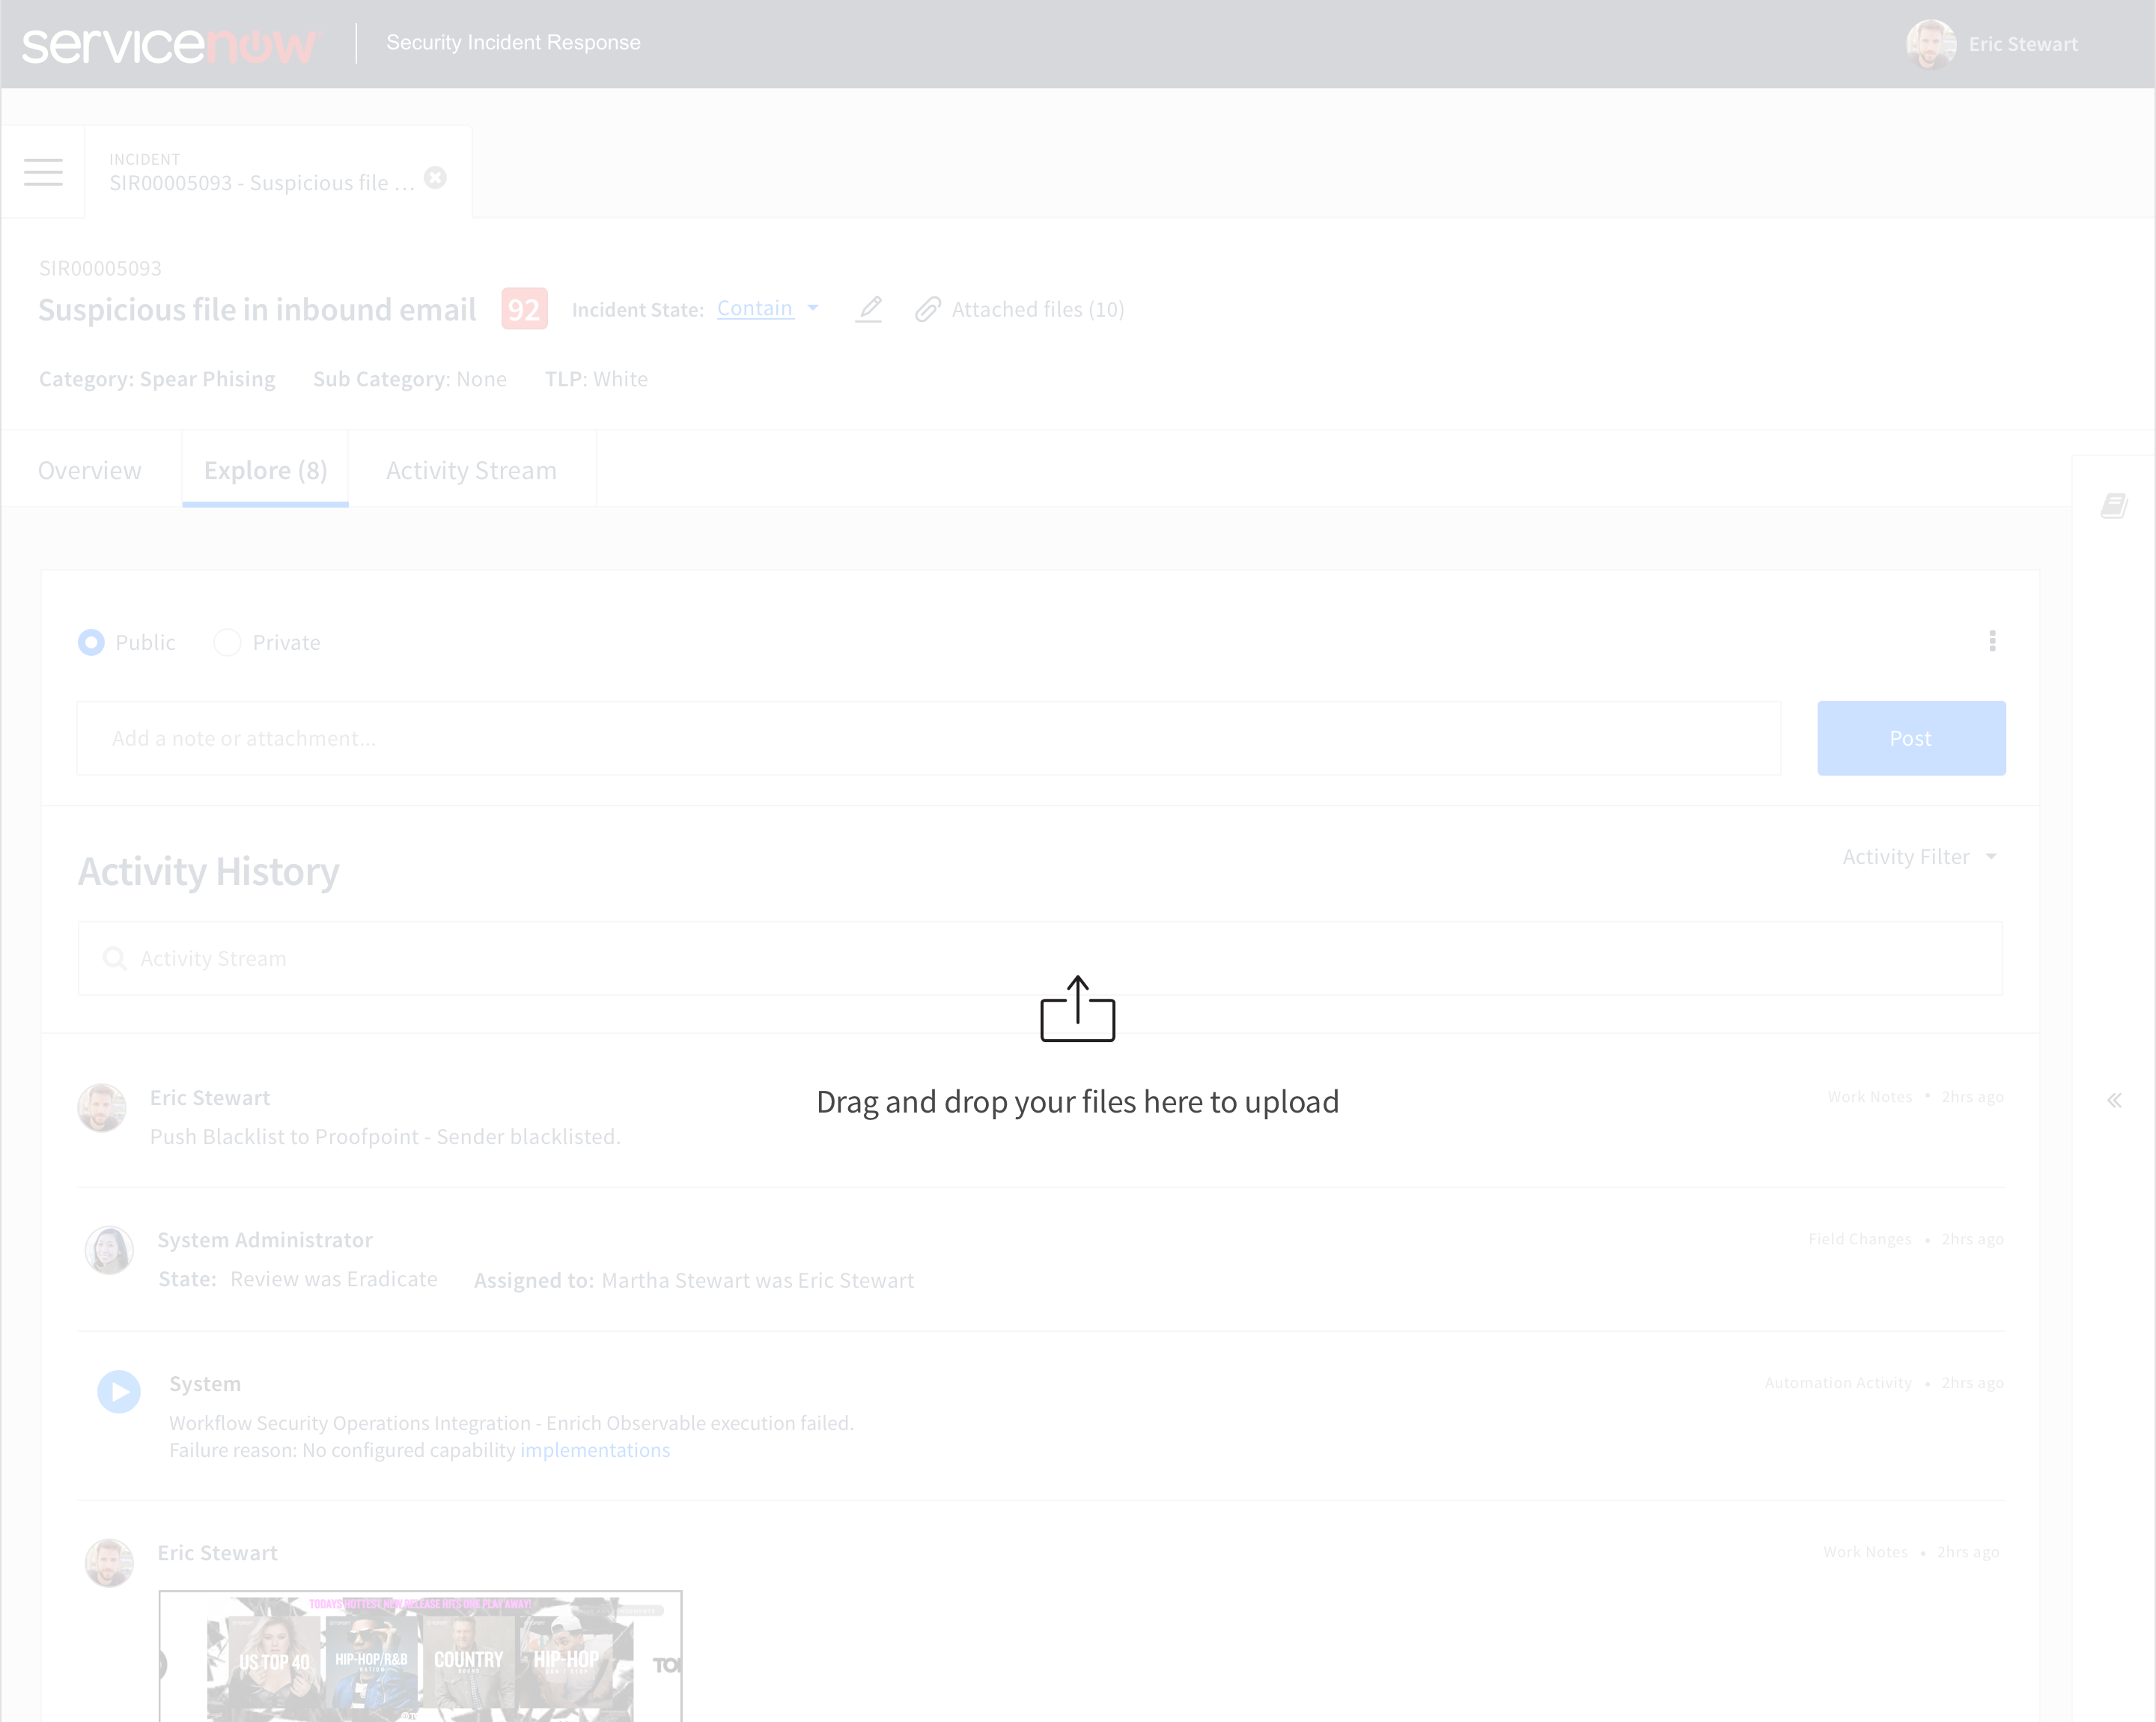 servicenow
Security Incident Response
Eric Stewart
INCIDENT
SIR00005093 - Suspicious file ...
SIR00005093
Suspicious file in inbound email
92
Incident State: Contain
Attached files (10)
Category: Spear Phising Sub Category: None TLP: White
Overview
Explore (8)
Activity Stream
Public
Private
Add a note or attachment...
Post
Activity History
Activity Filter
Activity Stream
Drag and drop your files here to upload
Eric Stewart
Work Notes • 2hrs ago
Push Blacklist to Proofpoint - Sender blacklisted.
System Administrator
Field Changes • 2hrs ago
State: Review was Eradicate Assigned to: Martha Stewart was Eric Stewart
System
Automation Activity • 2hrs ago
Workflow Security Operations Integration - Enrich Observable execution failed.
Failure reason: No configured capability implementations
Eric Stewart
Work Notes • 2hrs ago
TODAYS HOTTEST NEW RELEASE HITS ONE PLAY AWAY!
US TOP 40
HIP-HOP/R&B
NATION
COUNTRY
ROUND
HIP-HOP
DON'T STOP